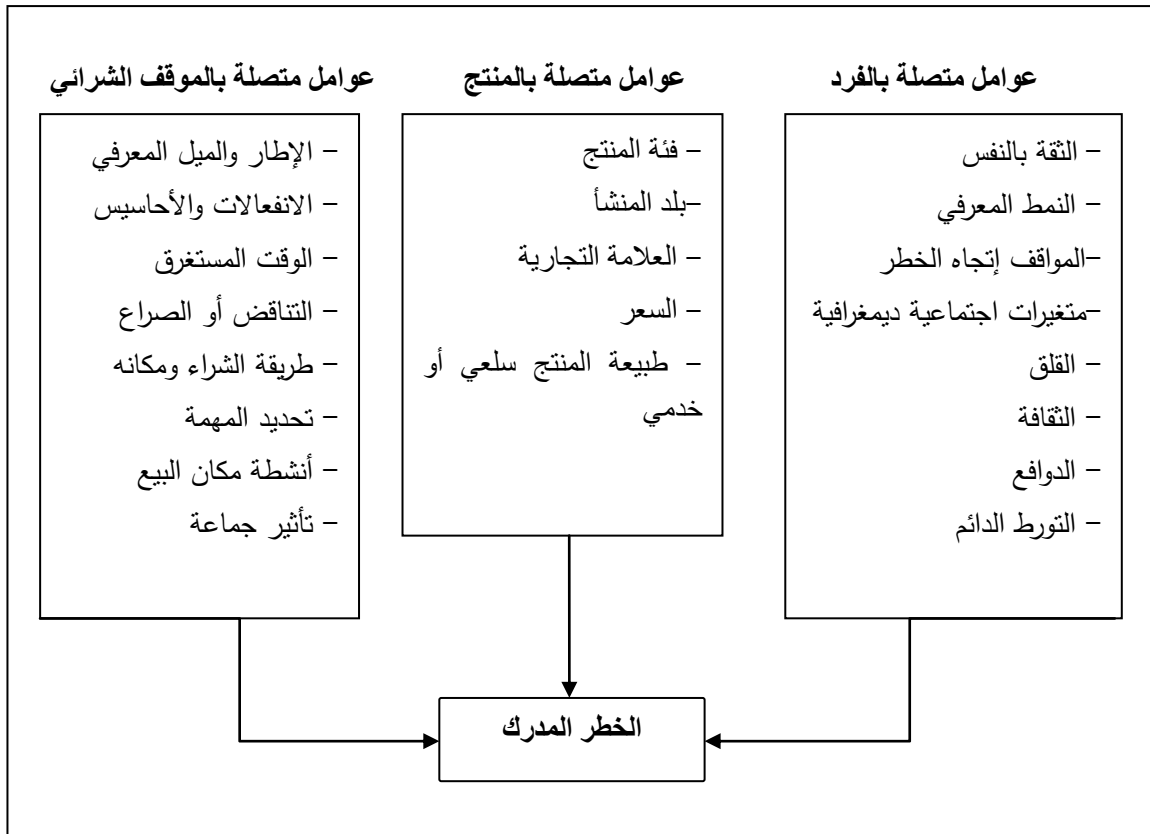 عوامل متصلة بالفرد
– الثقة بالنفس
– النمط المعرفي
–المواقف إتجاه الخطر
–متغيرات اجتماعية ديمغرافية
– القلق
– الثقافة
– الدوافع
– التورط الدائم
عوامل متصلة بالمنتج
– فئة المنتج
–بلد المنشأ
– العلامة التجارية
– السعر
– طبيعة المنتج سلعي أو
خدمي
عوامل متصلة بالموقف الشرائي
– الإطار والميل المعرفي
– الانفعالات والأحاسيس
– الوقت المستغرق
– التناقض أو الصراع
– طريقة الشراء ومكانه
– تحديد المهمة
– أنشطة مكان البيع
– تأثير جماعة
الخطر المدرك